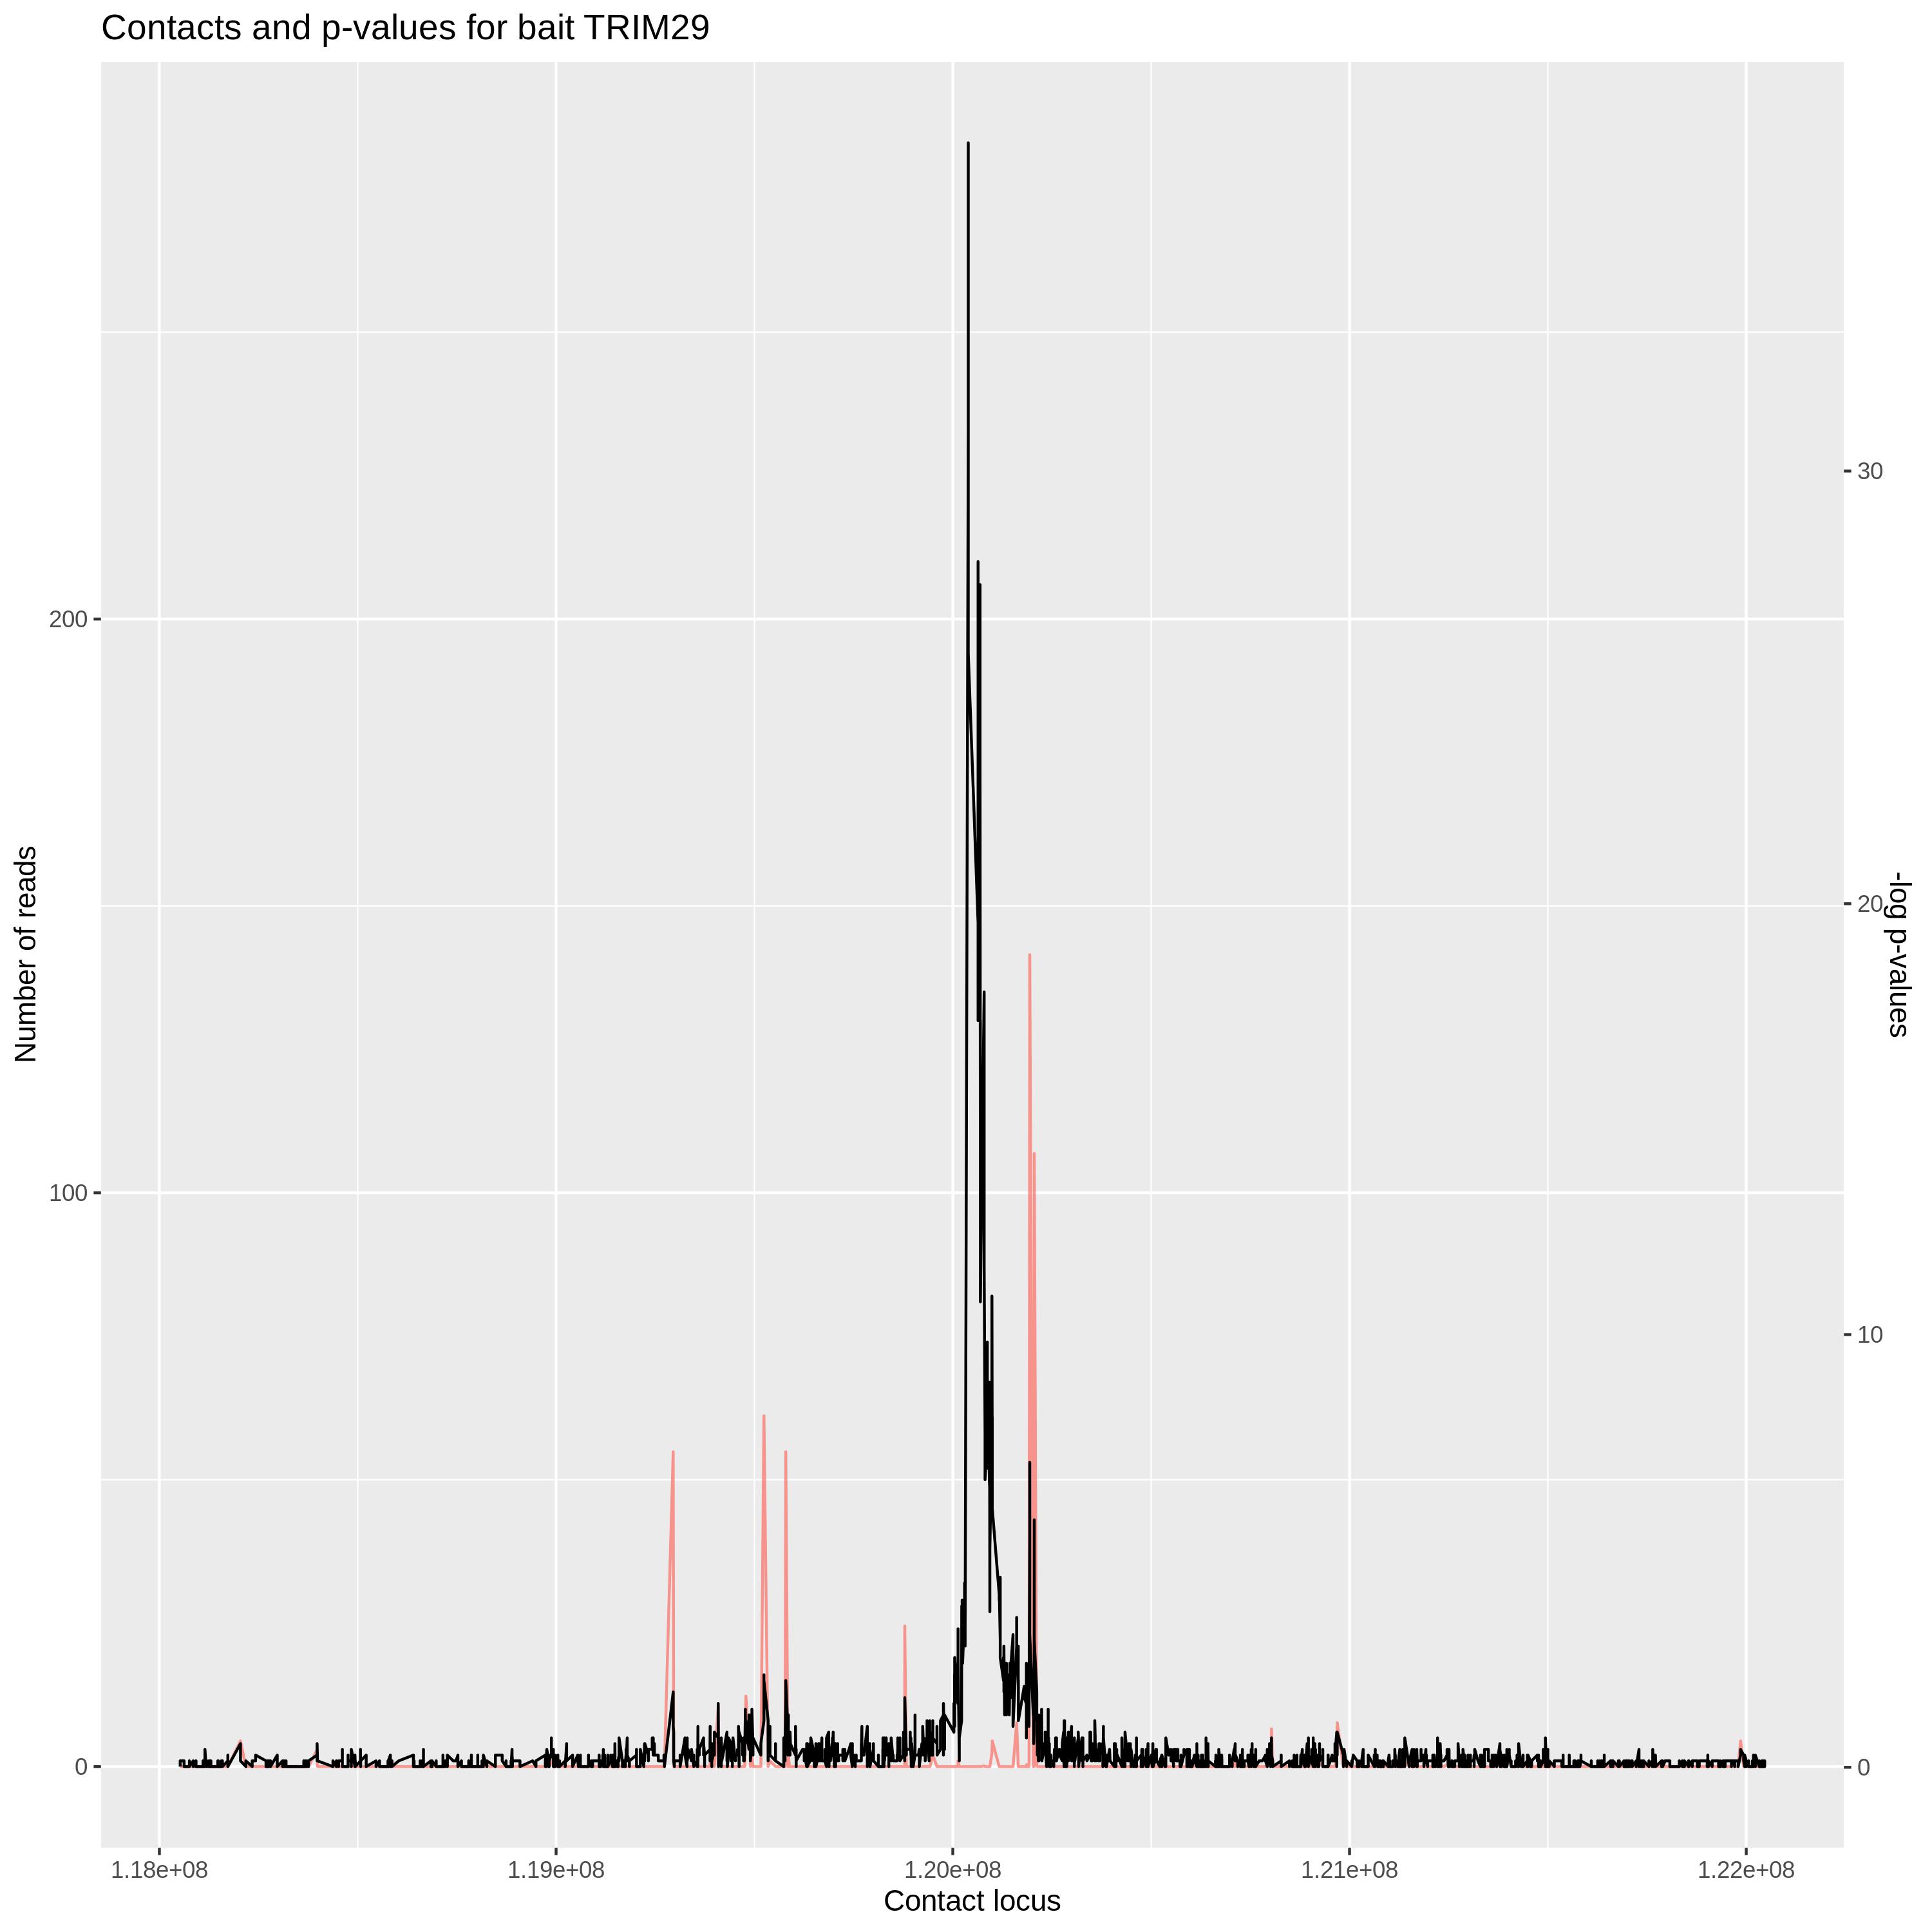 Contacts and p-values for bait TRIM29
Number of reads
200
100
0
30
20
10
0
-log p-values
1.18e+08
1.19e+08
1.20e+08
1.21e+08
1.22e+08
Contact locus